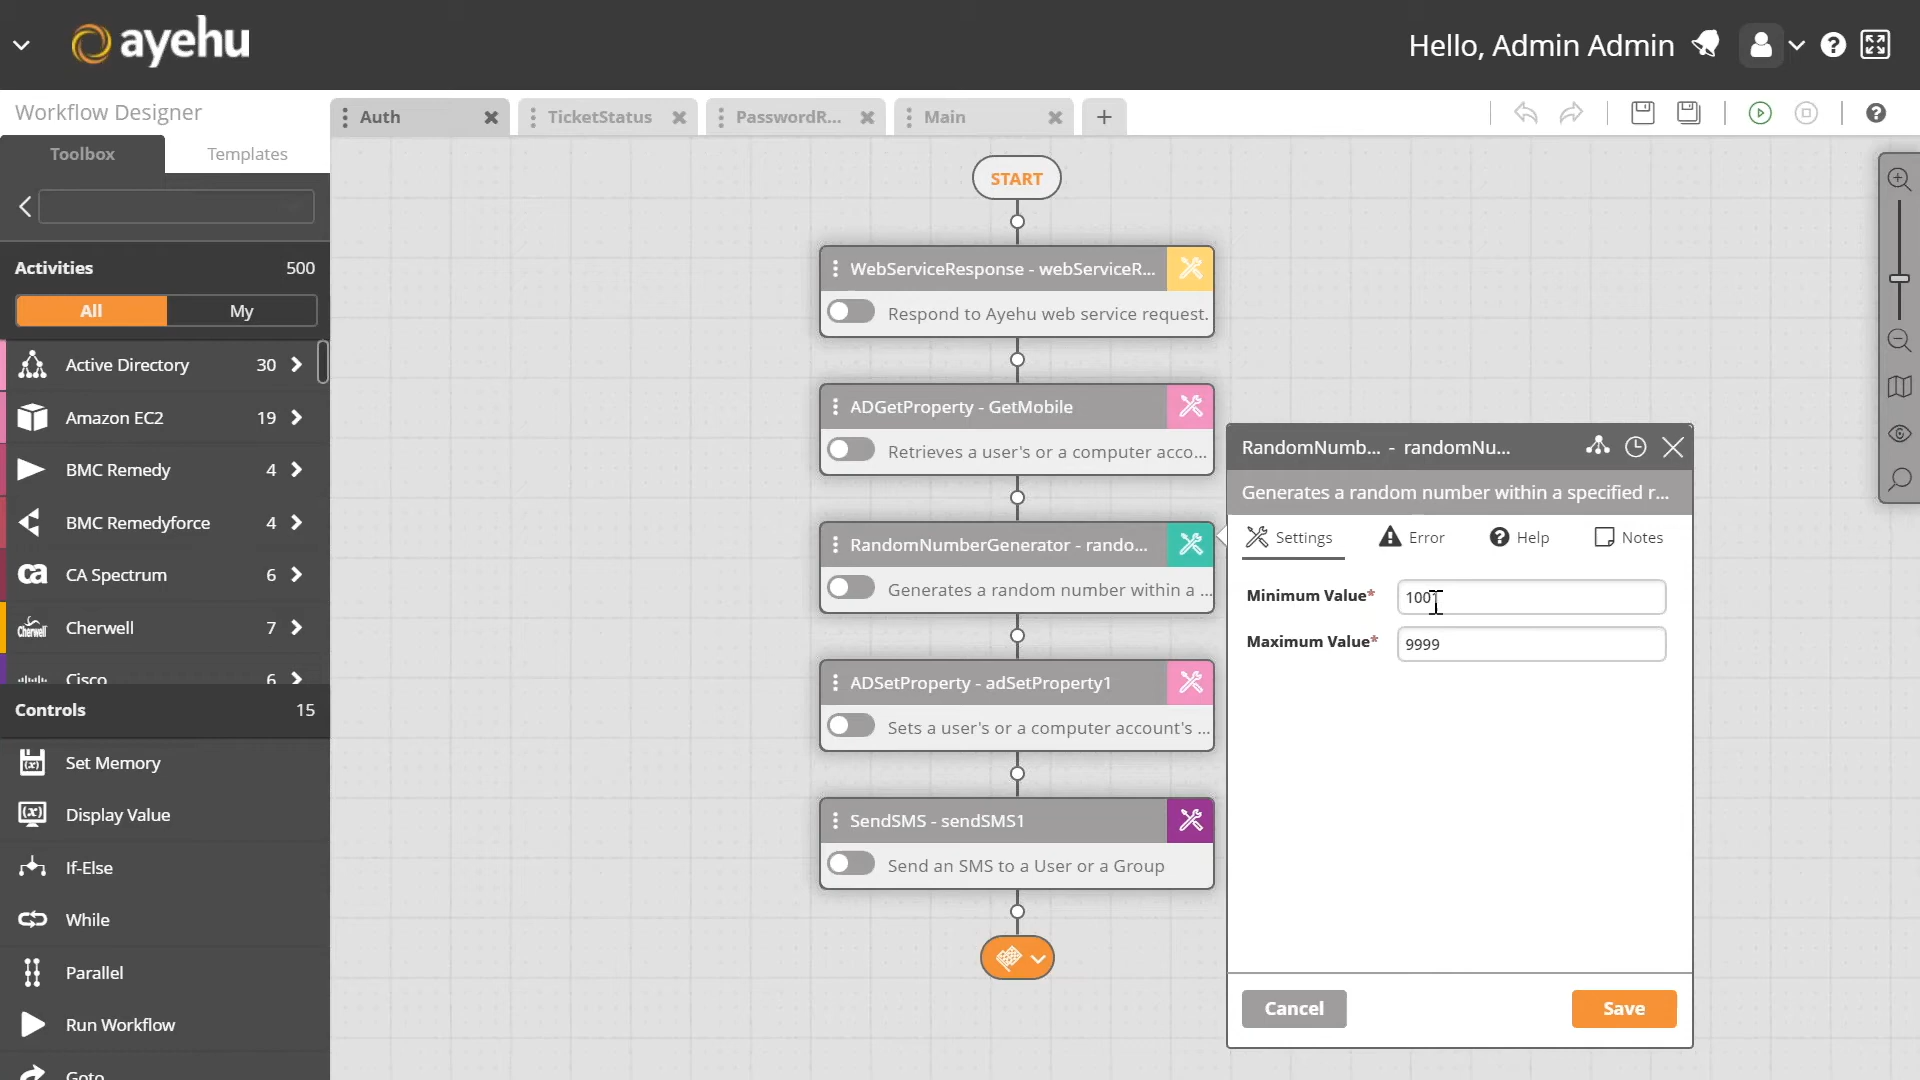 ayehu
Hello, Admin Admin
Workflow Designer
Auth
TicketStatus
PasswordR...
Main
Toolbox
Templates
Activities 500
All
My
Active Directory 30
Amazon EC2 19
BMC Remedy 4
BMC Remedyforce 4
CA Spectrum 6
Cherwell 7
Cisco 6
Controls 15
Set Memory
Display Value
If-Else
While
Parallel
Run Workflow
Goto
START
WebServiceResponse - webServiceR...
Respond to Ayehu web service request.
ADGetProperty - GetMobile
Retrieves a user's or a computer acco...
RandomNumberGenerator - rando...
Generates a random number within a ...
ADSetProperty - adSetProperty1
Sets a user's or a computer account's ...
SendSMS - sendSMS1
Send an SMS to a User or a Group
RandomNumb... - randomNu...
Generates a random number within a specified r...
Settings
Error
Help
Notes
Minimum Value*
Maximum Value* 9999
Cancel
Save